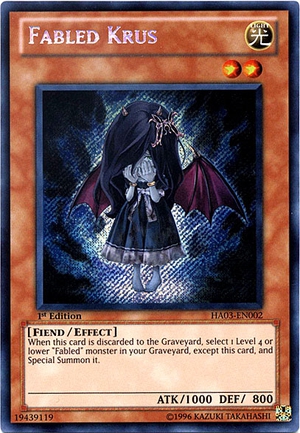 FABLED KRUS
LIGHT
光
1st Edition
HA03-EN002
[FIEND / EFFECT]
When this card is discarded to the Graveyard, select 1 Level 4 or
lower "Fabled" monster in your Graveyard, except this card, and
Special Summon it.
ATK/1000 DEF/ 800
19439119
©1996 KAZUKI TAKAHASHI